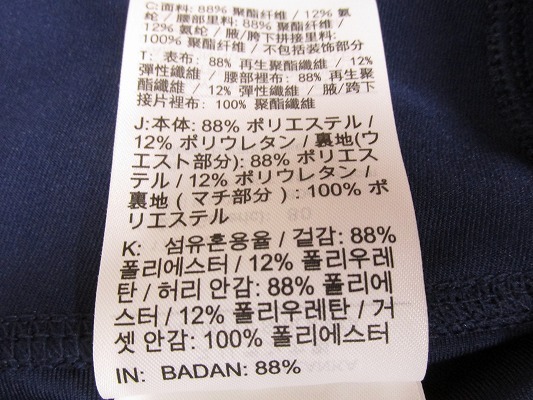 C:面料: 88% 聚酯纤维 / 12% 氨
纶 / 腰部里料: 88% 聚酯纤维 /
12% 氨纶 / 腋/胯下拼接里料:
100% 聚酯纤维 / 不包括装饰部分
T: 表布: 88% 再生聚酯纖維 / 12%
彈性纖維 / 腰部裡布: 88% 再生聚
酯纖維 / 12% 彈性纖維 / 腋/跨下
接片裡布: 100% 聚酯纖維
J:本体: 88% ポリエステル /
12% ポリウレタン / 裏地(ウ
エスト部分): 88% ポリエス
テル / 12% ポリウレタン /
裏地 ( マチ部分 ) : 100% ポ
リエステル
K: 섬유혼용율 / 겉감: 88%
폴리에스터 / 12% 폴리우레
탄 / 허리 안감: 88% 폴리에
스터 / 12% 폴리우레탄 / 거
셋 안감: 100% 폴리에스터
IN: BADAN: 88%